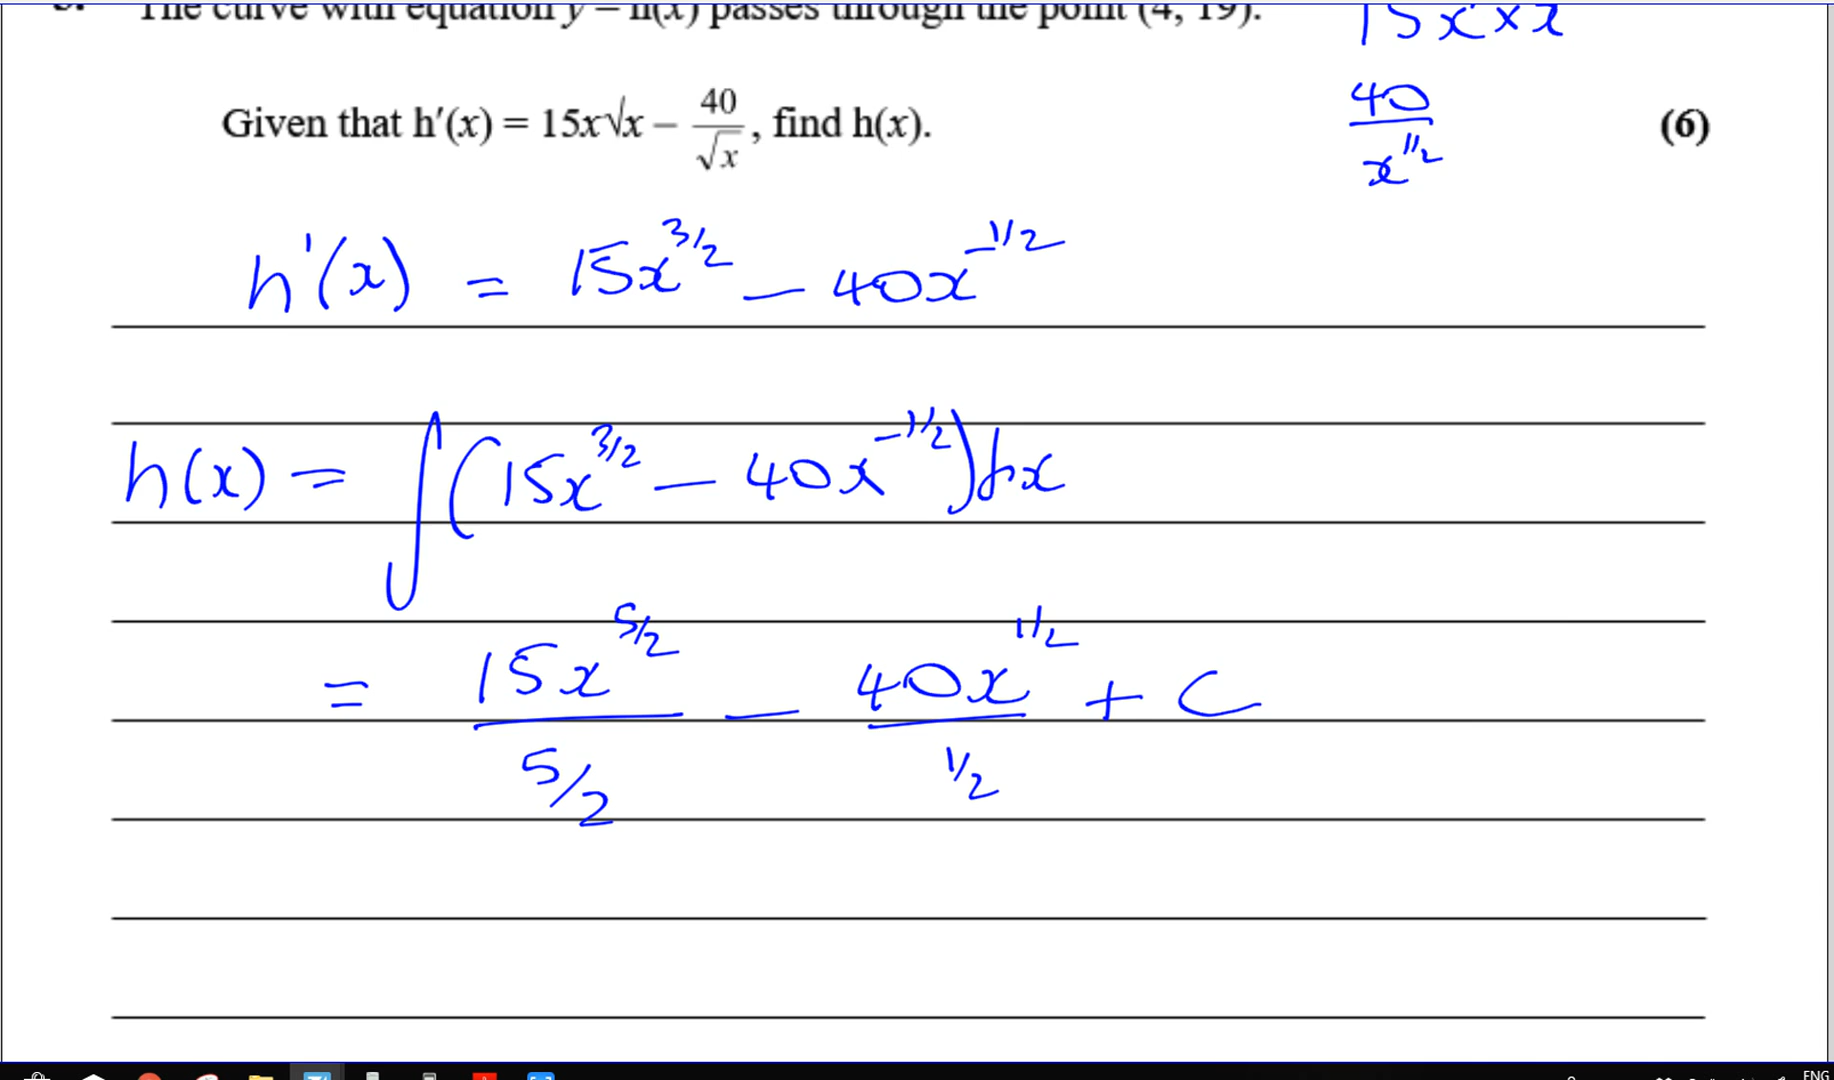 The curve with equation y = h(x) passes through the point (4, 19).
15x × x
40
x^1/2
Given that h′(x) = 15x√x − 40/√x, find h(x). (6)
h'(x) = 15x^3/2 − 40x^−1/2
h(x) = ∫(15x^3/2 − 40x^−1/2)dx
= 15x^5/2 / 5/2 − 40x^1/2 / 1/2 + C
ENG